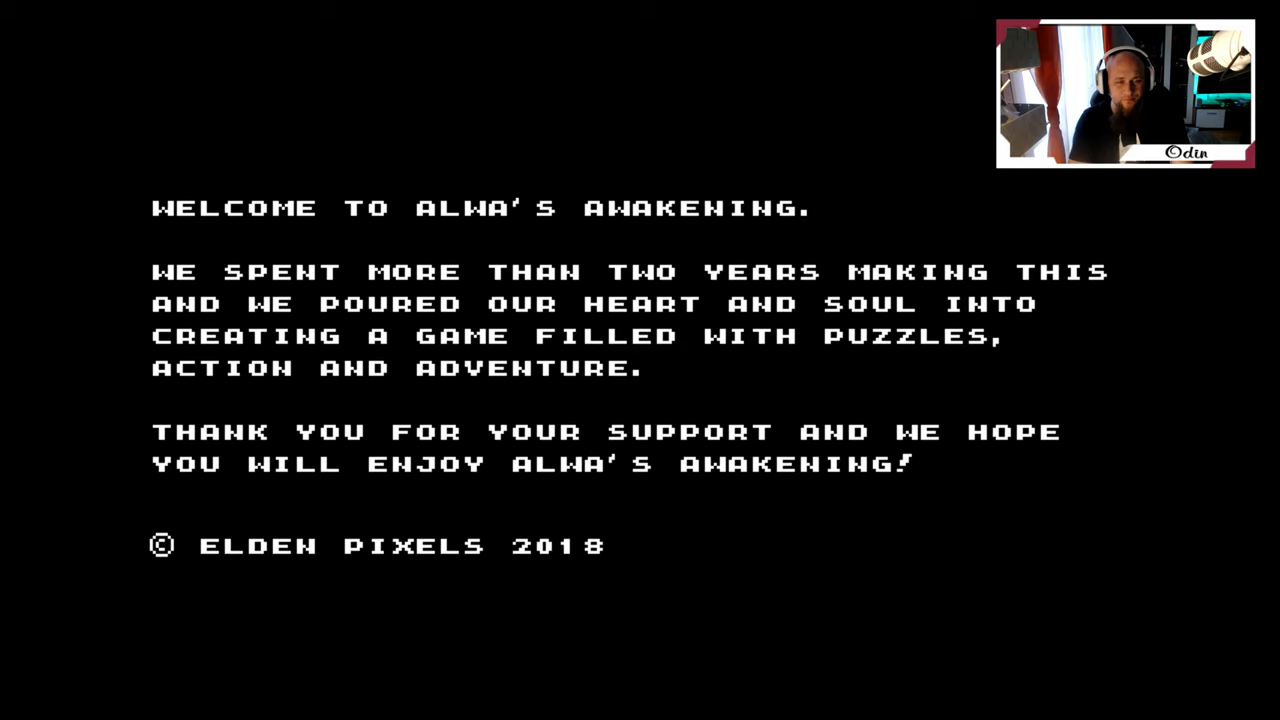 Odin
WELCOME TO ALWA'S AWAKENING.
WE SPENT MORE THAN TWO YEARS MAKING THIS
AND WE POURED OUR HEART AND SOUL INTO
CREATING A GAME FILLED WITH PUZZLES,
ACTION AND ADVENTURE.
THANK YOU FOR YOUR SUPPORT AND WE HOPE
YOU WILL ENJOY ALWA'S AWAKENING!
© ELDEN PIXELS 2018